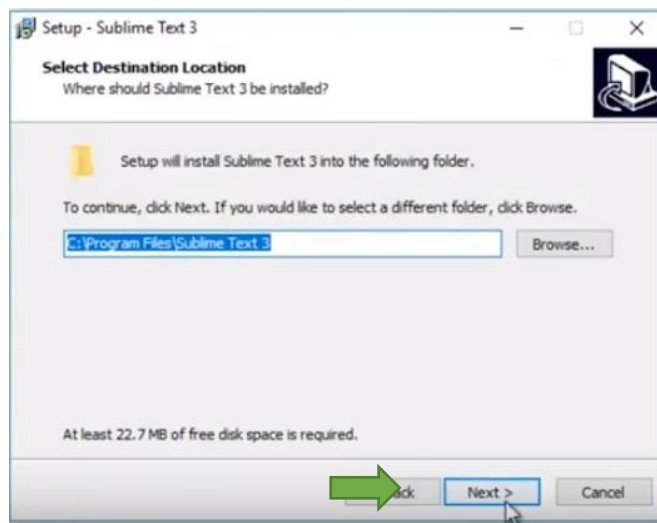 Setup - Sublime Text 3
Select Destination Location
Where should Sublime Text 3 be installed?
Setup will install Sublime Text 3 into the following folder.
To continue, click Next. If you would like to select a different folder, click Browse.
C:\Program Files\Sublime Text 3
Browse...
At least 22.7 MB of free disk space is required.
Next >
Cancel